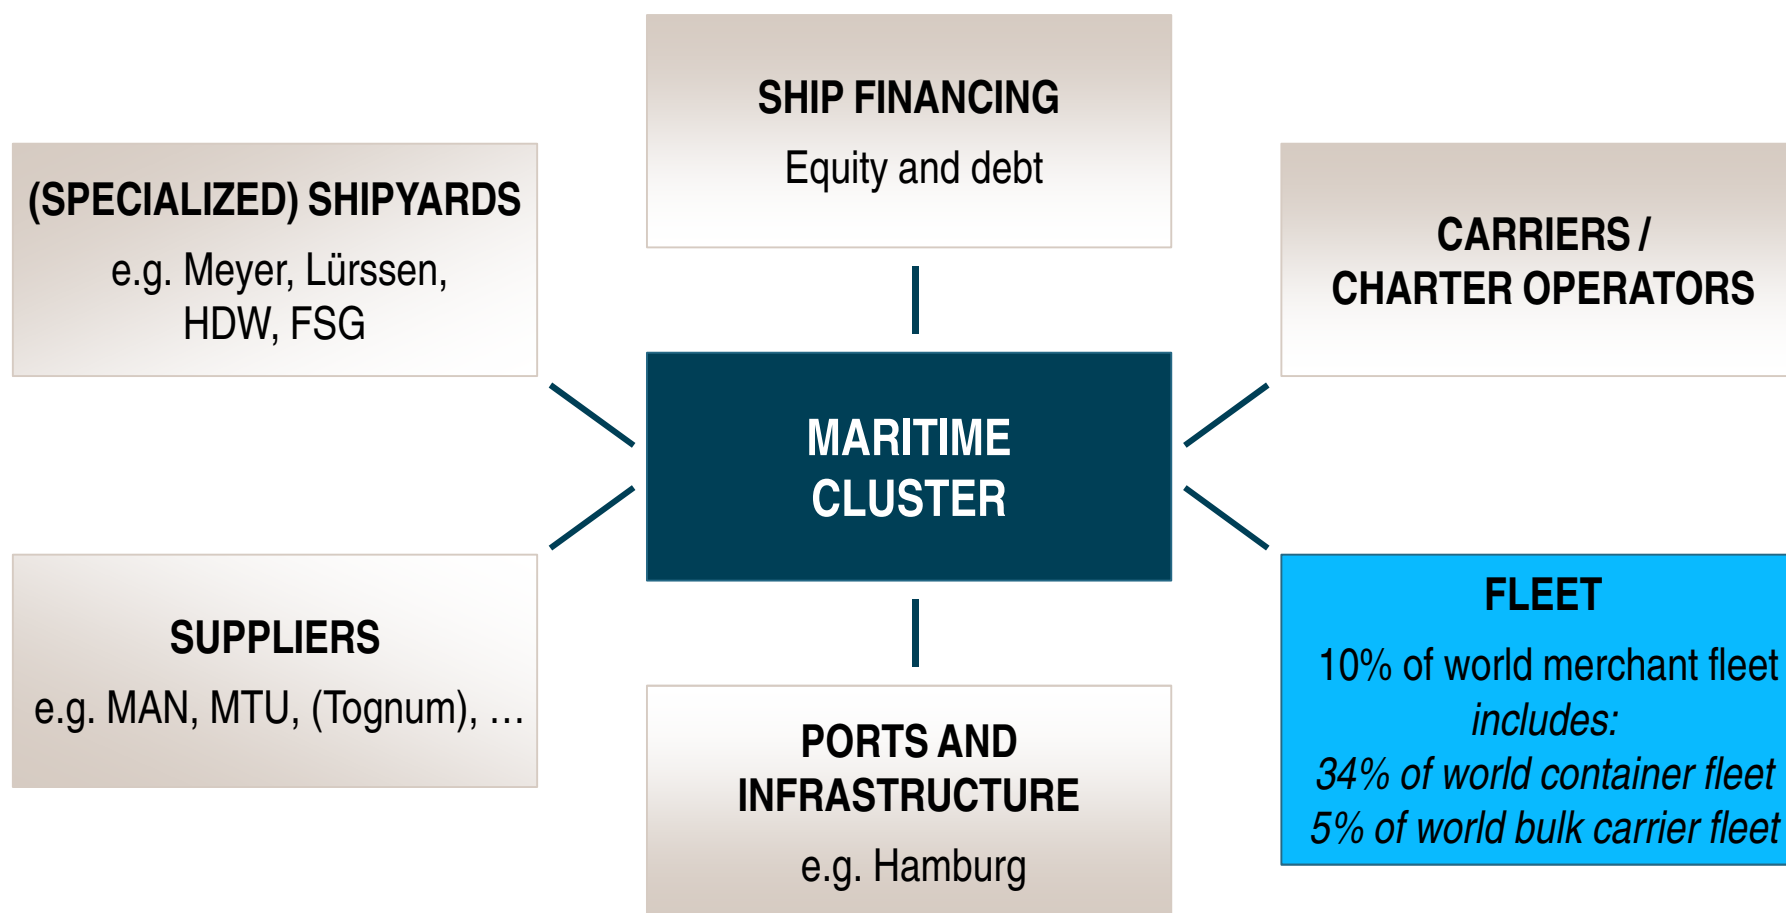 SHIP FINANCING
Equity and debt
(SPECIALIZED) SHIPYARDS
e.g. Meyer, Lürssen,
HDW, FSG
CARRIERS /
CHARTER OPERATORS
MARITIME
CLUSTER
SUPPLIERS
e.g. MAN, MTU, (Tognum), …
FLEET
10% of world merchant fleet
includes:
34% of world container fleet
5% of world bulk carrier fleet
PORTS AND
INFRASTRUCTURE
e.g. Hamburg